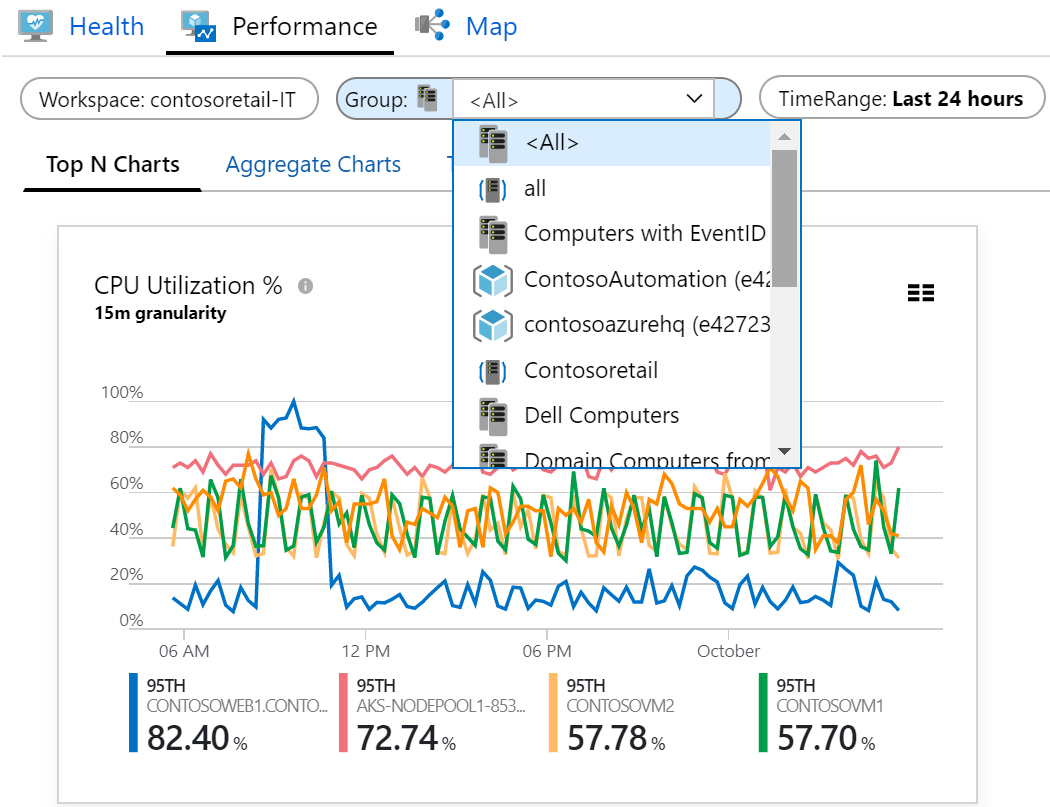 Health Performance Map
Workspace: contosoretail-IT Group: <All> TimeRange: Last 24 hours
Top N Charts Aggregate Charts
<All>
all
Computers with EventID
ContosoAutomation (e42
contosoazurehq (e42723
Contosoretail
Dell Computers
Domain Computers from
CPU Utilization %
15m granularity
100%
80%
60%
40%
20%
0%
06 AM 12 PM 06 PM October
95TH 95TH 95TH 95TH
CONTOSOWEB1.CONTO... AKS-NODEPOOL1-853... CONTOSOVM2 CONTOSOVM1
82.40 % 72.74 % 57.78 % 57.70 %